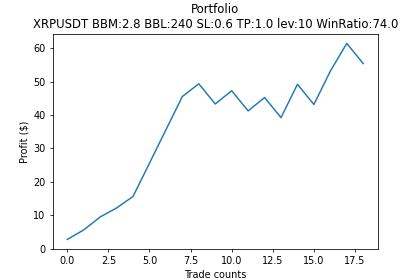 Portfolio
XRPUSDT BBM:2.8 BBL:240 SL:0.6 TP:1.0 lev:10 WinRatio:74.0
60
50
40
30
20
10
0
Profit ($)
0.0 2.5 5.0 7.5 10.0 12.5 15.0 17.5
Trade counts